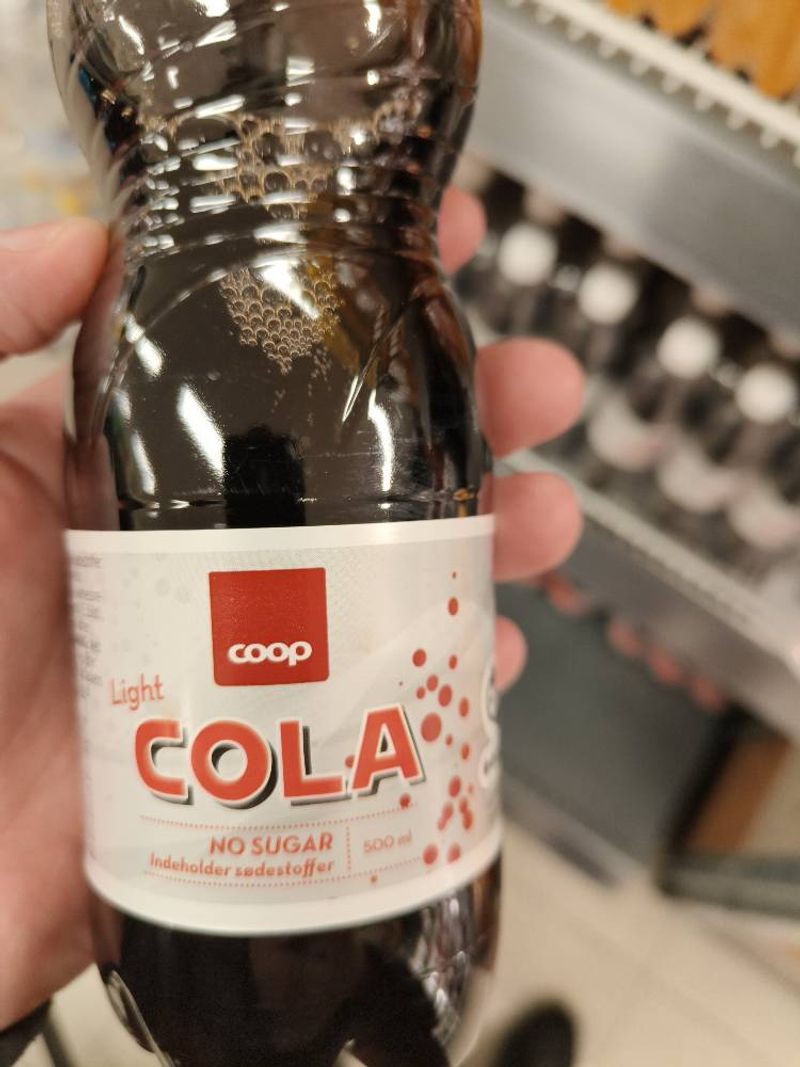 coop
Light
COLA
NO SUGAR
500 ml
Indeholder sødestoffer